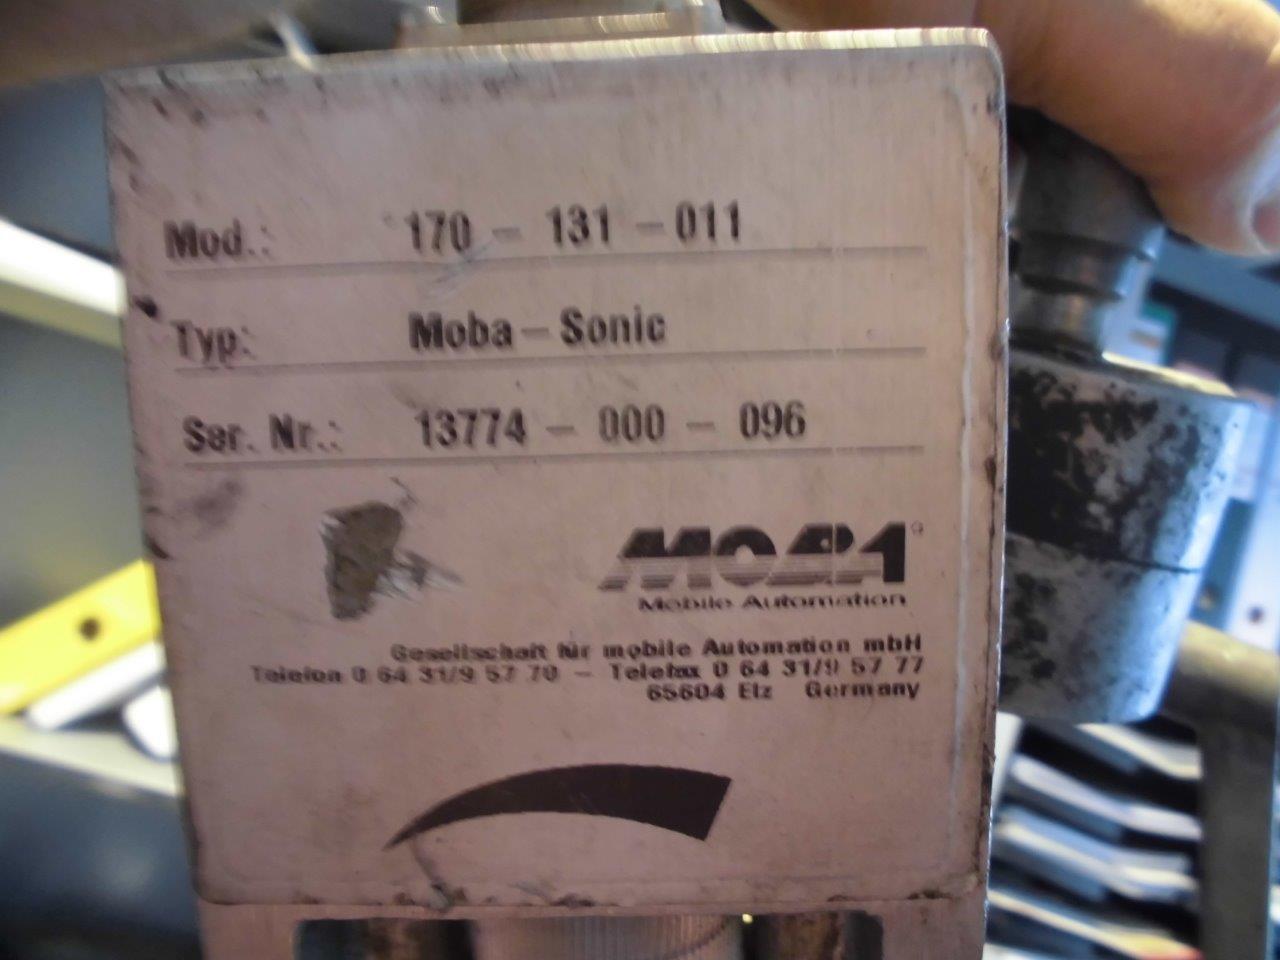 Mod.: 170 - 131 - 011
Typ: Moba - Sonic
Ser. Nr.: 13774 - 000 - 096
MOBA®
Mobile Automation
Gesellschaft für mobile Automation mbH
Telefon 0 64 31/9 57 70 - Telefax 0 64 31/9 57 77
65604 Elz Germany